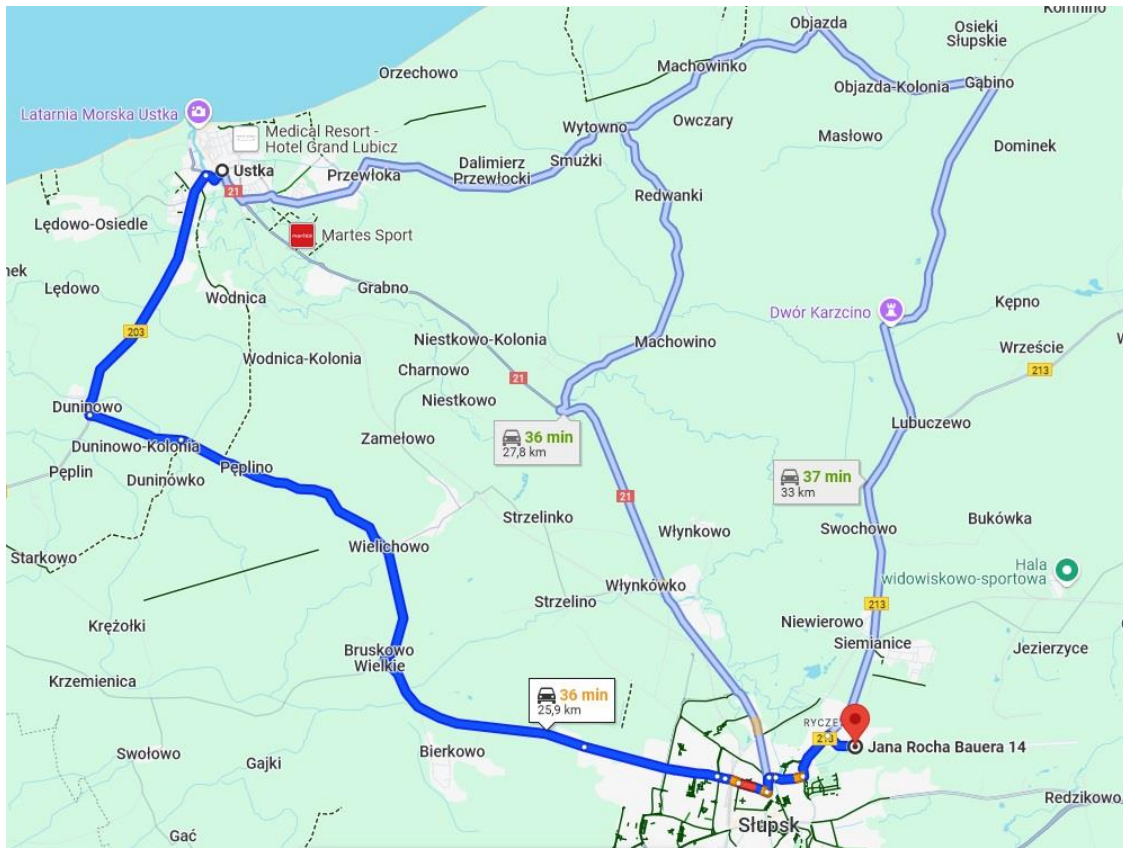 Komnino
Objazda
Osieki
Słupskie
Machowinko
Orzechowo
Objazda-Kolonia
Gąbino
Latarnia Morska Ustka
Medical Resort -
Hotel Grand Lubicz
Wytowno
Owczary
Masłowo
Dominek
Dalimierz
Przewłocki
Smużki
Ustka
Przewłoka
21
Redwanki
Lędowo-Osiedle
Martes Sport
Lędowo
Wodnica
Grabno
Kępno
Dwór Karzcino
203
Niestkowo-Kolonia
Machowino
Wrzeście
Wodnica-Kolonia
Charnowo
21
213
Niestkowo
Duninowo
36 min
27,8 km
Lubuczewo
Zamełowo
Duninowo-Kolonia
Pęplin
Pęplino
Duninówko
37 min
33 km
21
Strzelinko
Bukówka
Swochowo
Włynkowo
Wielichowo
Starkowo
Hala
widowiskowo-sportowa
Włynkówko
Strzelino
213
Krężołki
Niewierowo
Siemianice
Jezierzyce
Bruskowo
Wielkie
Krzemienica
36 min
25,9 km
RYCZE
213
Jana Rocha Bauera 14
Swołowo
Gajki
Bierkowo
Redzikowo
Słupsk
Gać